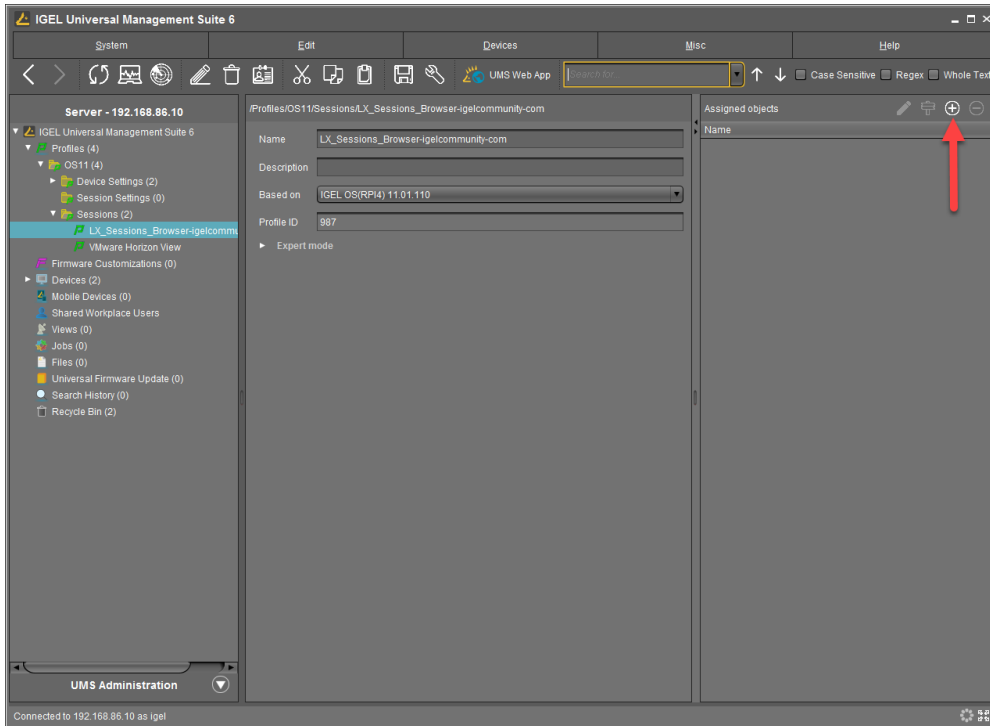 IGEL Universal Management Suite 6
System Edit Devices Misc Help
UMS Web App Search for... Case Sensitive Regex Whole Text
Server - 192.168.86.10
IGEL Universal Management Suite 6
Profiles (4)
OS11 (4)
Device Settings (2)
Session Settings (0)
Sessions (2)
LX_Sessions_Browser-igelcommu
VMware Horizon View
Firmware Customizations (0)
Devices (2)
Mobile Devices (0)
Shared Workplace Users
Views (0)
Jobs (0)
Files (0)
Universal Firmware Update (0)
Search History (0)
Recycle Bin (2)
UMS Administration
/Profiles/OS11/Sessions/LX_Sessions_Browser-igelcommunity-com
Name LX_Sessions_Browser-igelcommunity-com
Description
Based on IGEL OS(RPI4) 11.01.110
Profile ID 987
Expert mode
Assigned objects
Name
Connected to 192.168.86.10 as igel